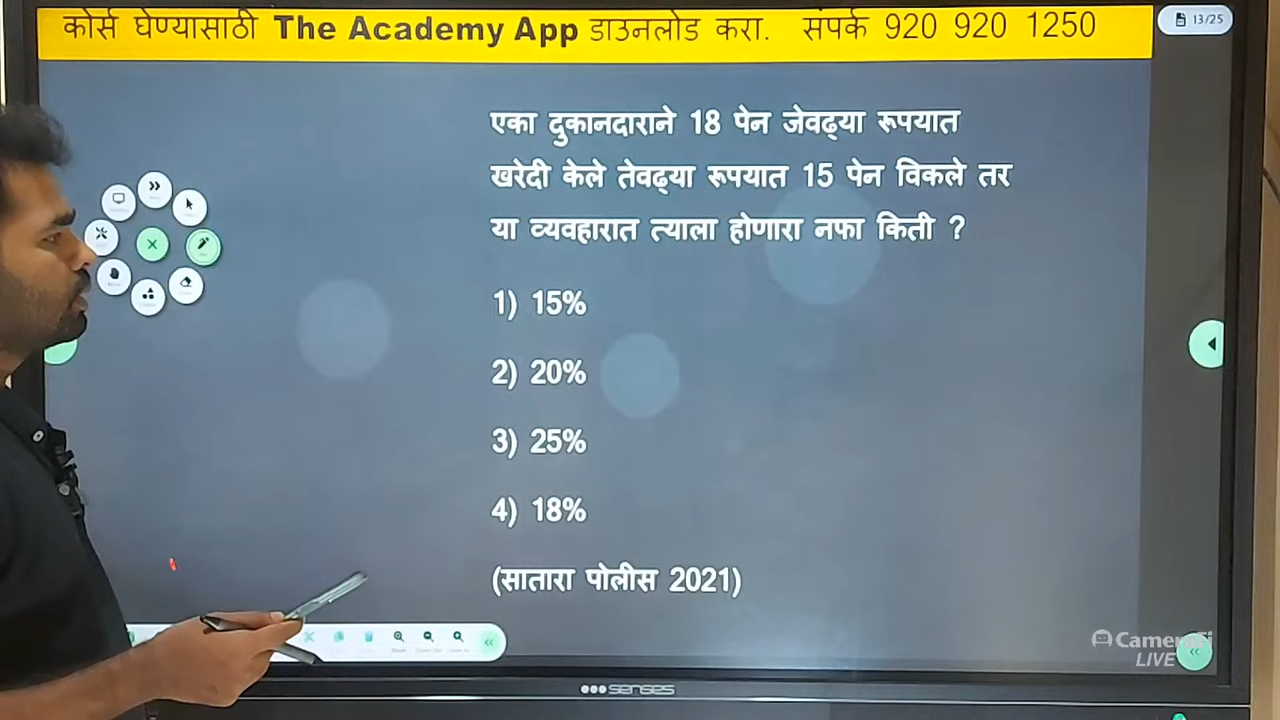 कोर्स घेण्यासाठी The Academy App डाउनलोड करा. संपर्क 920 920 1250
13/25
एका दुकानदाराने 18 पेन जेवढ्या रूपयात
खरेदी केले तेवढ्या रूपयात 15 पेन विकले तर
या व्यवहारात त्याला होणारा नफा किती ?
1) 15%
2) 20%
3) 25%
4) 18%
(सातारा पोलीस 2021)
LIVE
senses